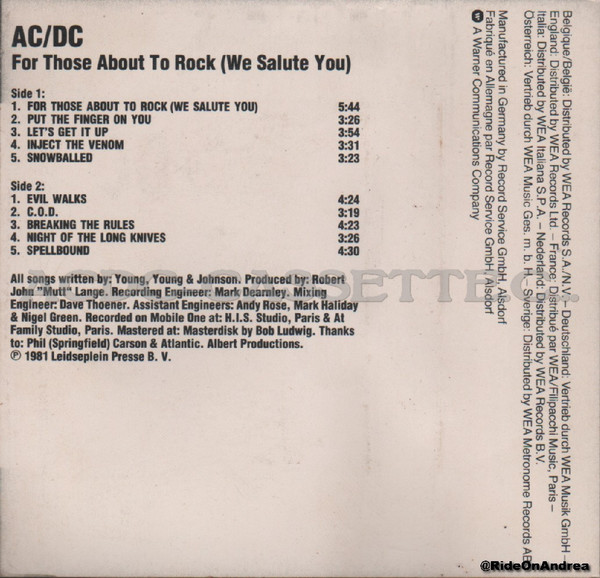 AC/DC
For Those About To Rock (We Salute You)
Side 1:
1. FOR THOSE ABOUT TO ROCK (WE SALUTE YOU) 5:44
2. PUT THE FINGER ON YOU 3:26
3. LET'S GET IT UP 3:54
4. INJECT THE VENOM 3:31
5. SNOWBALLED 3:23
Side 2:
1. EVIL WALKS 4:24
2. C.O.D. 3:19
3. BREAKING THE RULES 4:23
4. NIGHT OF THE LONG KNIVES 3:26
5. SPELLBOUND 4:30
All songs written by: Young, Young & Johnson. Produced by: Robert
John "Mutt" Lange. Recording Engineer: Mark Dearnley. Mixing
Engineer: Dave Thoener. Assistant Engineers: Andy Rose, Mark Haliday
& Nigel Green. Recorded on Mobile One at: H.I.S. Studio, Paris & At
Family Studio, Paris. Mastered at: Masterdisk by Bob Ludwig. Thanks
to: Phil (Springfield) Carson & Atlantic. Albert Productions.
℗ 1981 Leidseplein Presse B. V.
Belgique/België: Distributed by WEA Records S.A./N.V. – Deutschland: Vertrieb durch WEA Musik GmbH –
England: Distributed by WEA Records Ltd. – France: Distribué par WEA/Filipacchi Music, Paris –
Italia: Distributed by WEA Italiana S.P.A. – Nederland: Distributed by WEA Records B.V.
Österreich: Vertrieb durch WEA Music Ges. m. b. H. – Sverige: Distributed by WEA Metronome Records AB
Manufactured in Germany by Record Service GmbH, Alsdorf
Fabriqué en Allemagne par Record Service GmbH, Alsdorf
A Warner Communications Company
@RideOnAndrea